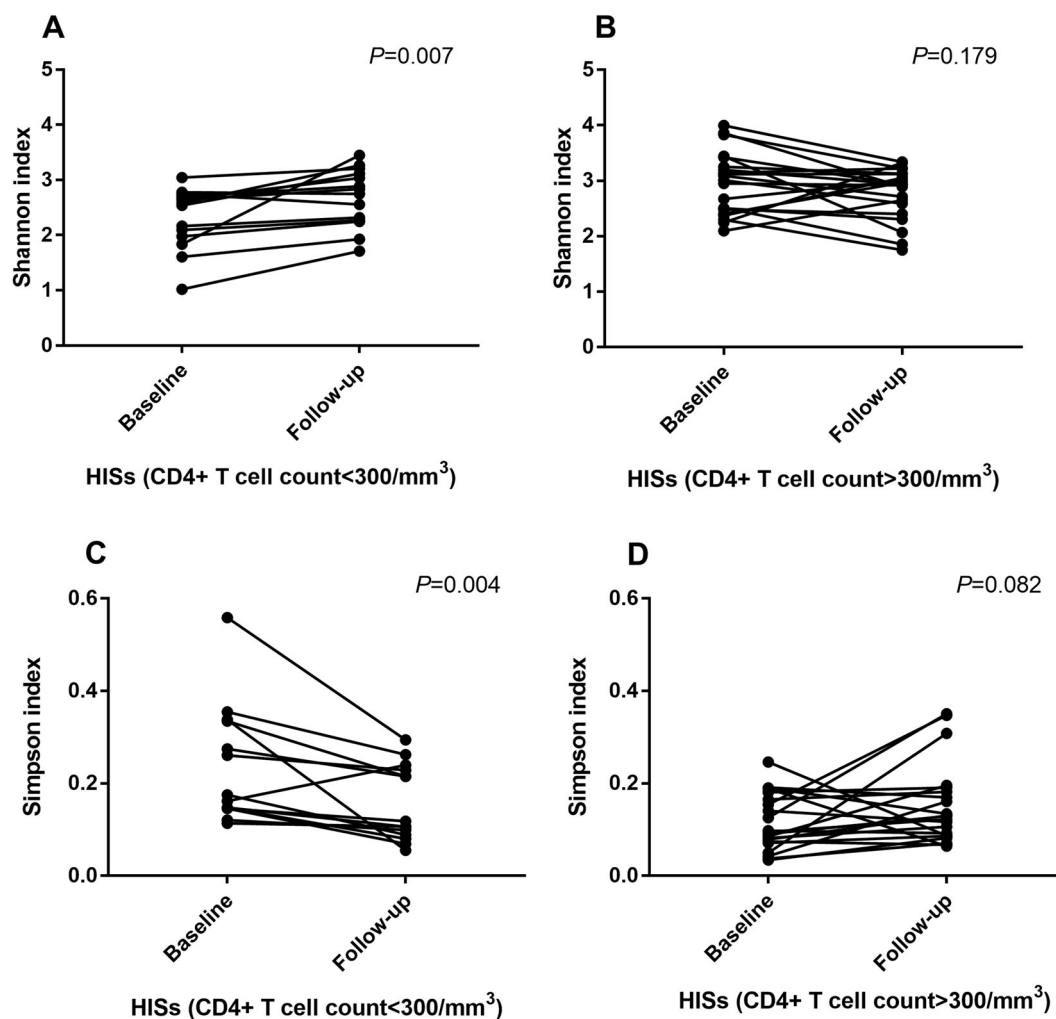 A
P=0.007
Shannon index
5
4
3
2
1
0
Baseline
Follow-up
HISs (CD4+ T cell count<300/mm³)
B
P=0.179
Shannon index
5
4
3
2
1
0
Baseline
Follow-up
HISs (CD4+ T cell count>300/mm³)
C
P=0.004
Simpson index
0.6
0.4
0.2
0.0
Baseline
Follow-up
HISs (CD4+ T cell count<300/mm³)
D
P=0.082
Simpson index
0.6
0.4
0.2
0.0
Baseline
Follow-up
HISs (CD4+ T cell count>300/mm³)